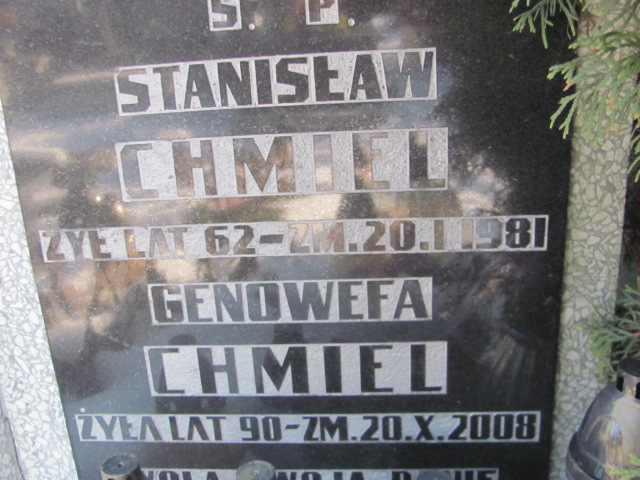 Ś. P.
STANISŁAW
CHMIEL
ŻYŁ LAT 62-ZM.20.I 1981
GENOWEFA
CHMIEL
ŻYŁA LAT 90-ZM.20.X.2008